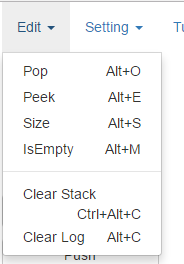 Edit Setting
Pop Alt+O
Peek Alt+E
Size Alt+S
IsEmpty Alt+M
Clear Stack
Ctrl+Alt+C
Clear Log Alt+C
Push